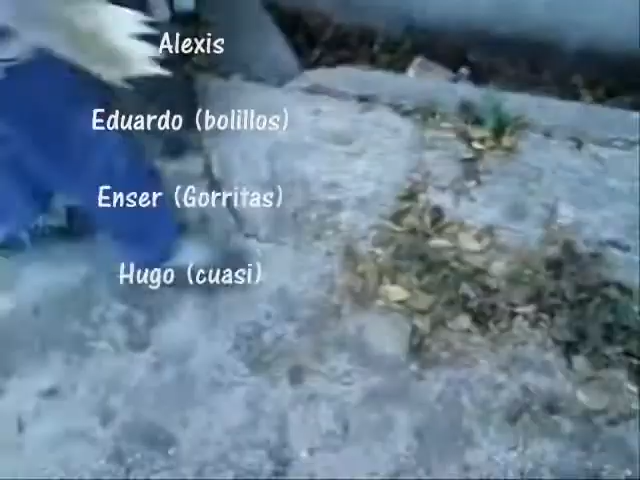 Alexis
Eduardo (bolillos)
Enser (Gorritas)
Hugo (cuasi)